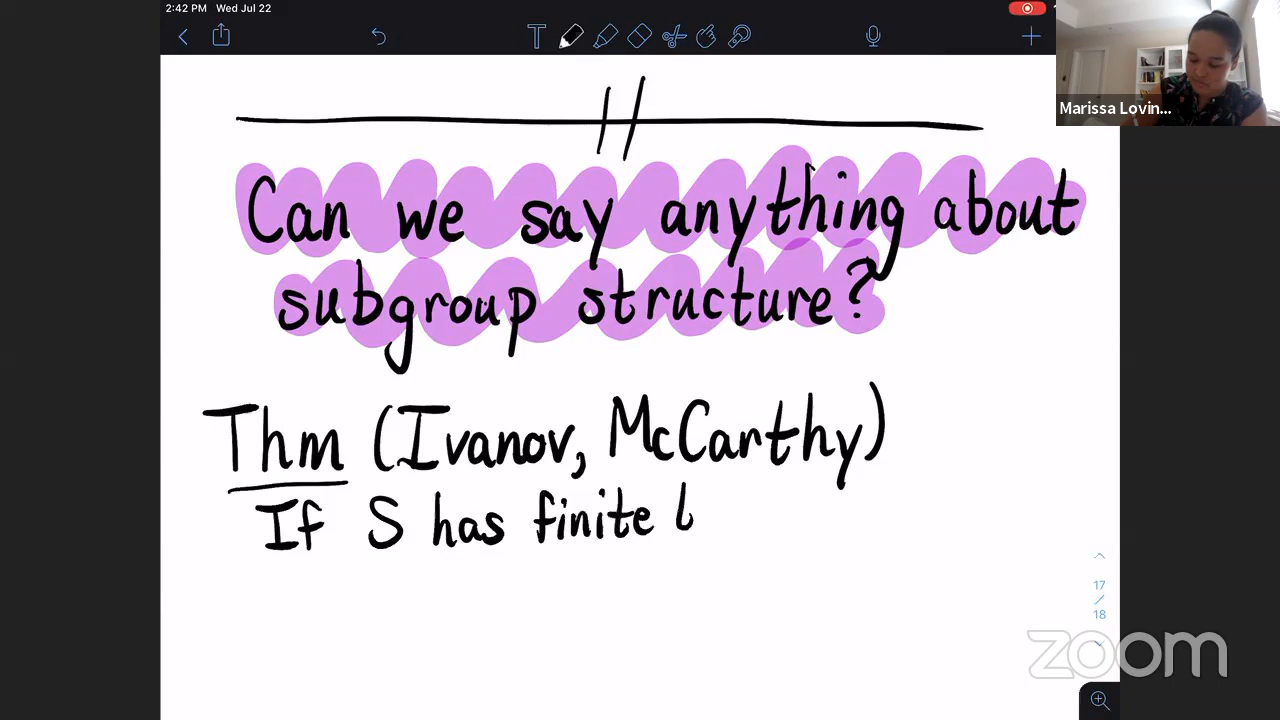 2:42 PM Wed Jul 22
Marissa Lovin...
Can we say anything about
subgroup structure?
Thm (Ivanov, McCarthy)
If S has finite
17
/
18
zoom